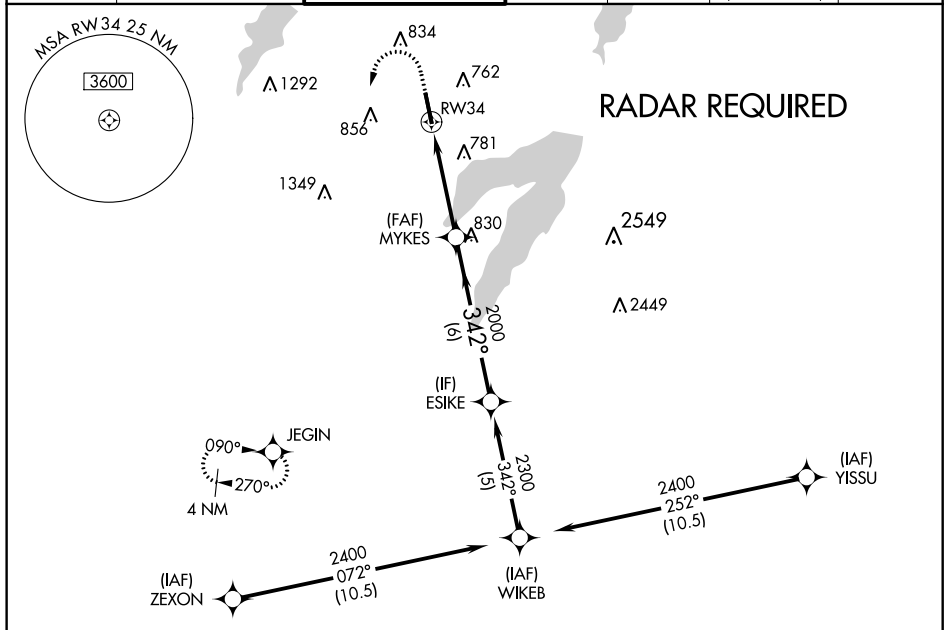 MSA RW34 25 NM
3600
834
1292
762
856
RW34
RADAR REQUIRED
781
1349
(FAF)
MYKES
830
2549
2449
2000
342°
(6)
(IF)
ESIKE
JEGIN
090°
270°
4 NM
2300
342°
(5)
(IAF)
YISSU
2400
252°
(10.5)
2400
072°
(10.5)
(IAF)
ZEXON
(IAF)
WIKEB